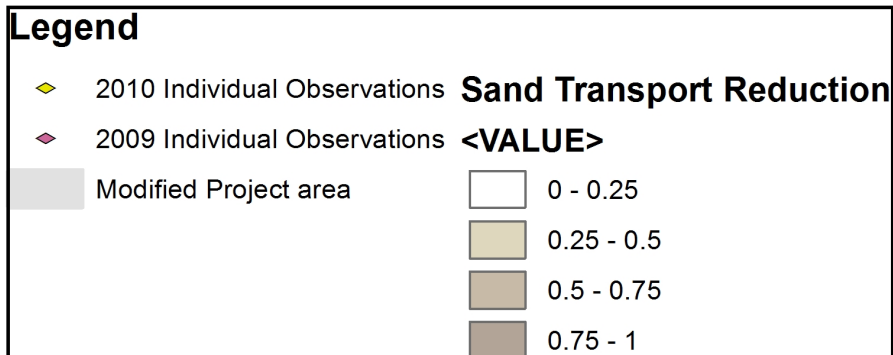 Legend
2010 Individual Observations
2009 Individual Observations
Modified Project area
Sand Transport Reduction
<VALUE>
0 - 0.25
0.25 - 0.5
0.5 - 0.75
0.75 - 1